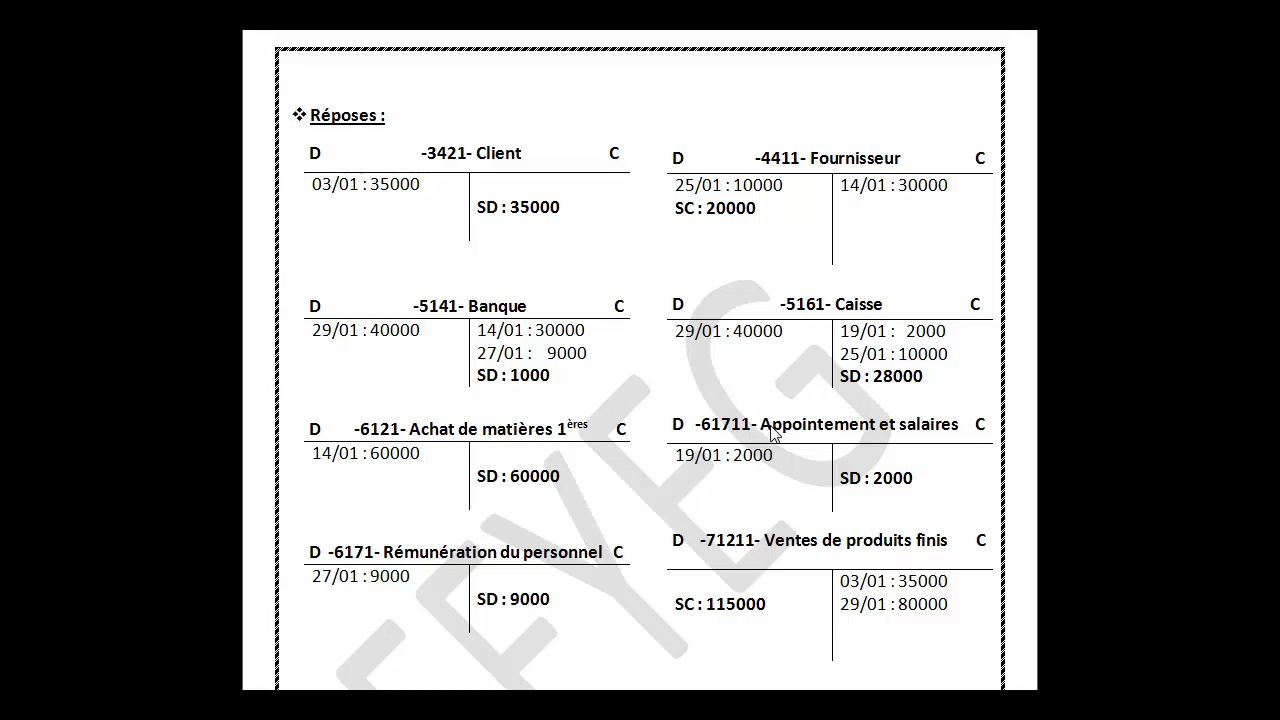 ❖ Réposes :
D -3421- Client C
03/01 : 35000
SD : 35000
D -4411- Fournisseur C
25/01 : 10000 14/01 : 30000
SC : 20000
D -5141- Banque C
29/01 : 40000 14/01 : 30000
27/01 : 9000
SD : 1000
D -5161- Caisse C
29/01 : 40000 19/01 : 2000
25/01 : 10000
SD : 28000
D -6121- Achat de matières 1ères C
14/01 : 60000
SD : 60000
D -61711- Appointement et salaires C
19/01 : 2000
SD : 2000
D -6171- Rémunération du personnel C
27/01 : 9000
SD : 9000
D -71211- Ventes de produits finis C
03/01 : 35000
SC : 115000 29/01 : 80000